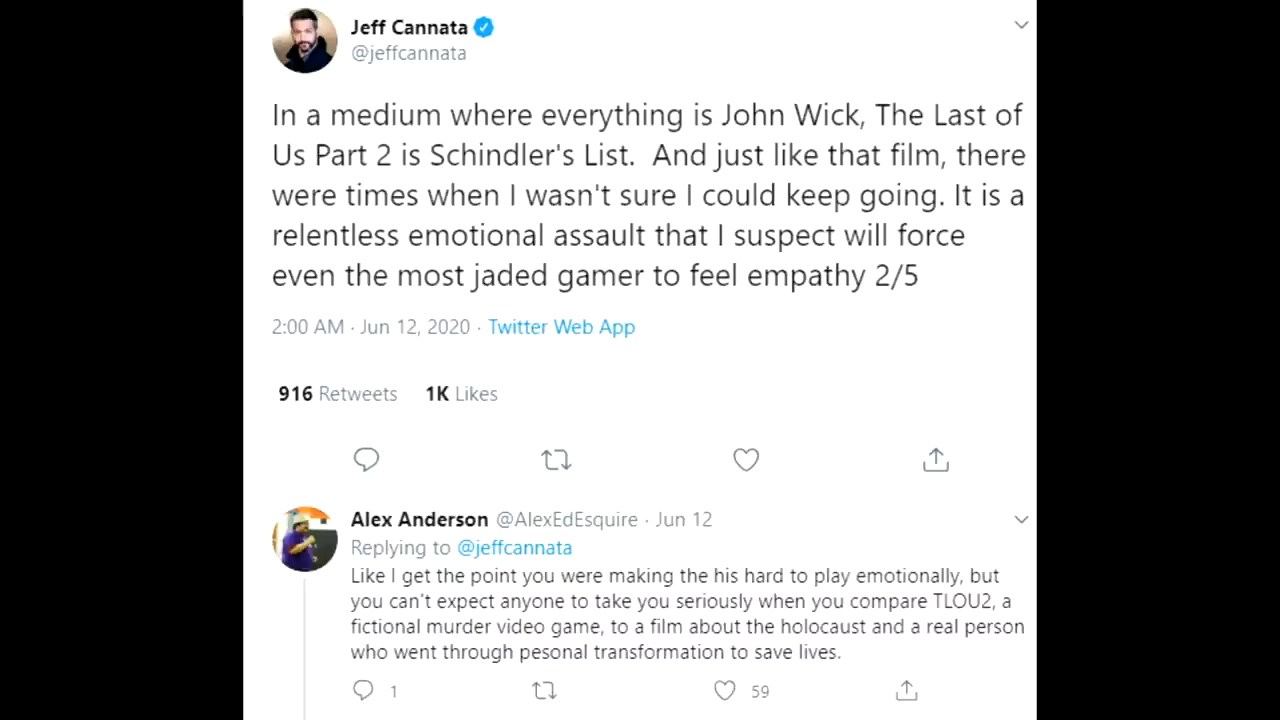 Jeff Cannata
@jeffcannata
In a medium where everything is John Wick, The Last of
Us Part 2 is Schindler's List.  And just like that film, there
were times when I wasn't sure I could keep going. It is a
relentless emotional assault that I suspect will force
even the most jaded gamer to feel empathy 2/5
2:00 AM · Jun 12, 2020 · Twitter Web App
916 Retweets 1K Likes
Alex Anderson @AlexEdEsquire · Jun 12
Replying to @jeffcannata
Like I get the point you were making the his hard to play emotionally, but
you can't expect anyone to take you seriously when you compare TLOU2, a
fictional murder video game, to a film about the holocaust and a real person
who went through pesonal transformation to save lives.
1 59